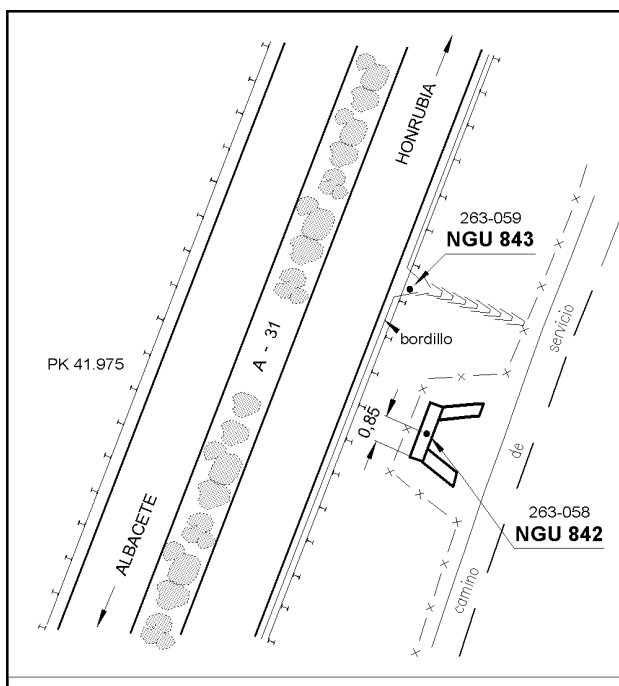 HONRUBIA
263-059
NGU 843
A - 31
bordillo
servicio
PK 41.975
0,85
de
263-058
NGU 842
ALBACETE
camino